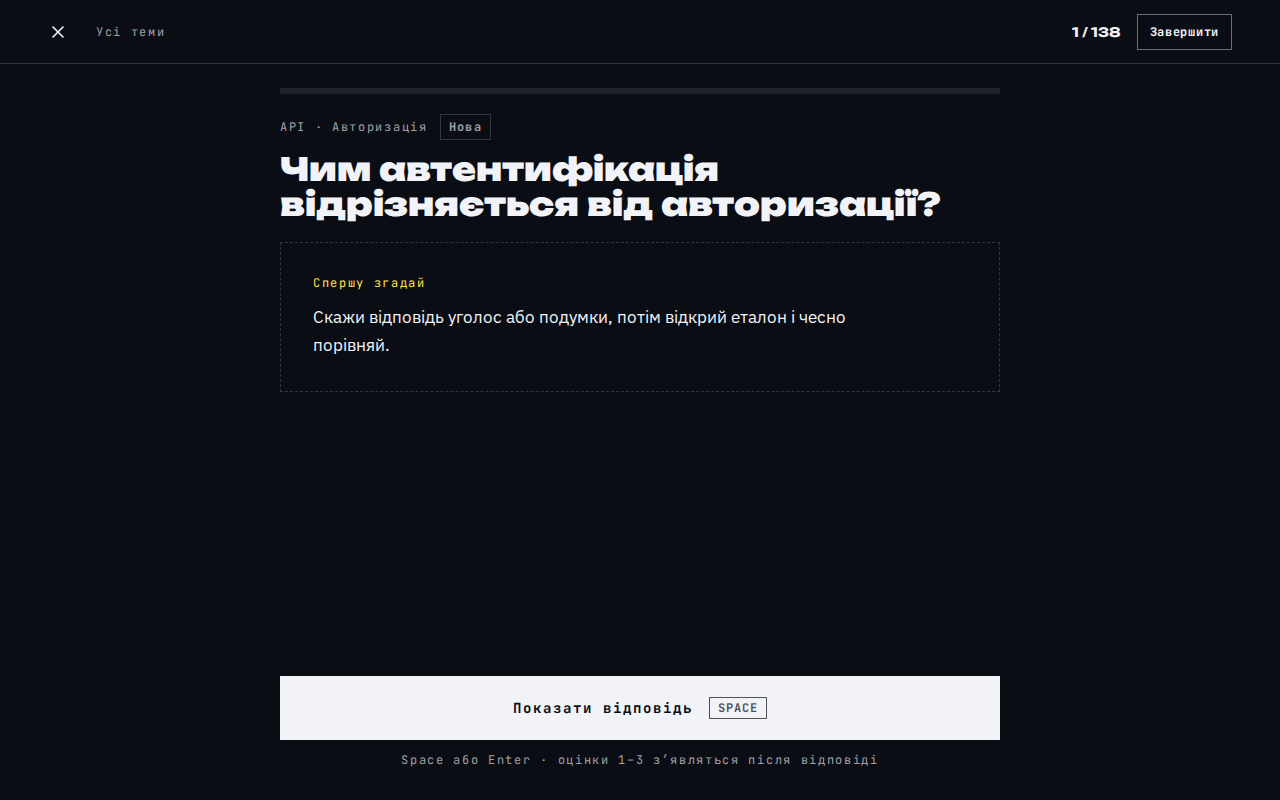 Усі теми
1/138
Завершити
API · Авторизація
Нова
Чим автентифікація
відрізняється від авторизації?
Спершу згадай
Скажи відповідь уголос або подумки, потім відкрий еталон і чесно
порівняй.
Показати відповідь SPACE
Space або Enter · оцінки 1–3 зʼявляться після відповіді